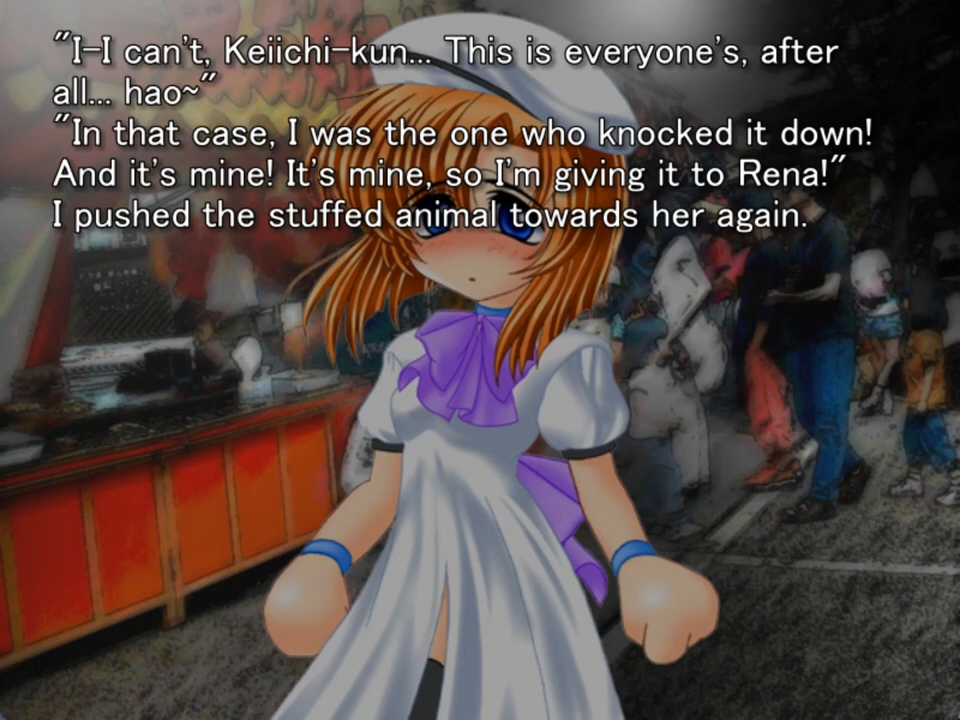 "I-I can't, Keiichi-kun... This is everyone's, after
all... hao~"
"In that case, I was the one who knocked it down!
And it's mine! It's mine, so I'm giving it to Rena!"
I pushed the stuffed animal towards her again.